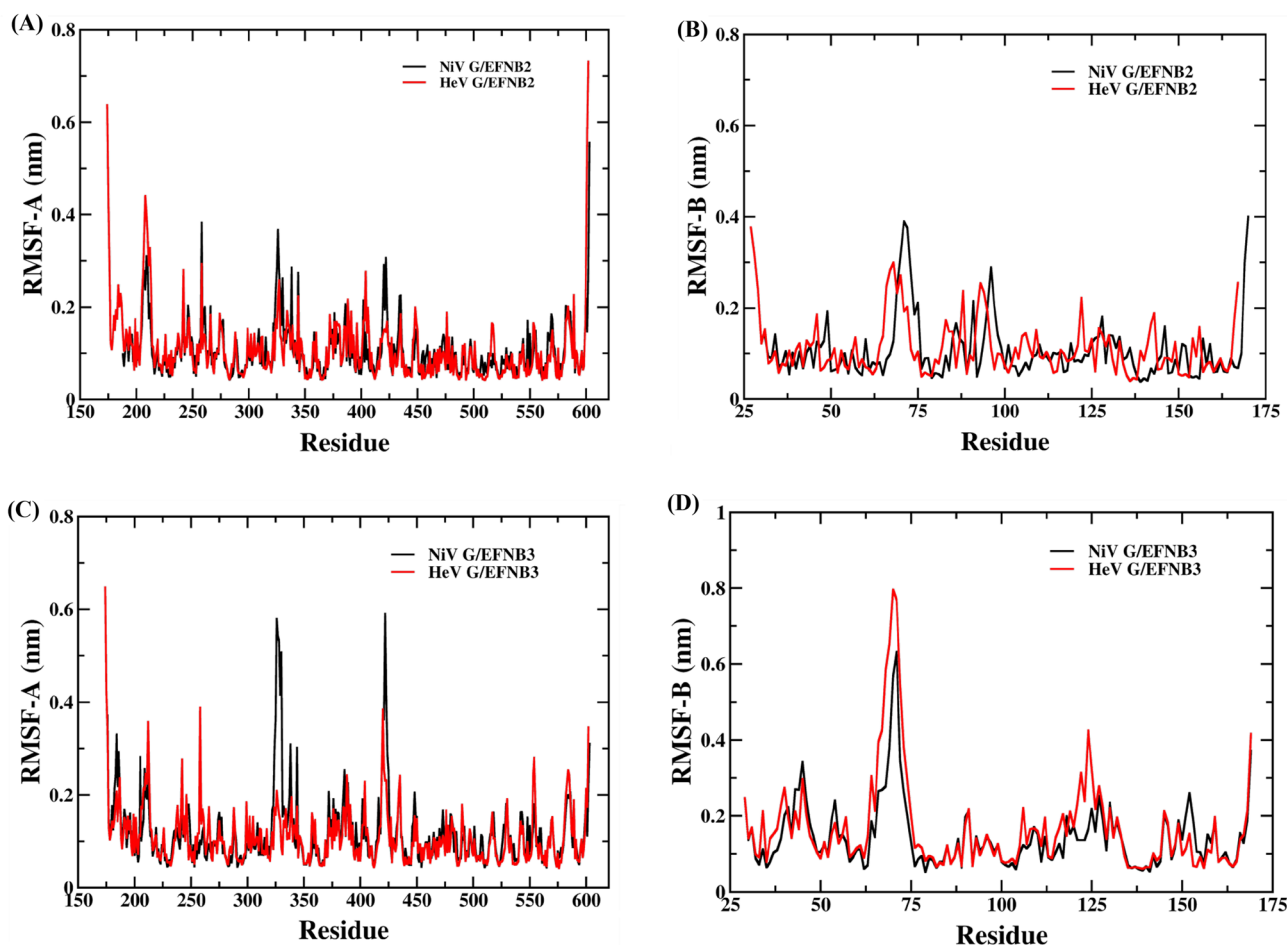 (A)
0.8
0.6
0.4
0.2
0
RMSF-A (nm)
NiV G/EFNB2
HeV G/EFNB2
150 200 250 300 350 400 450 500 550 600
Residue
(B)
0.8
0.6
0.4
0.2
0
RMSF-B (nm)
NiV G/EFNB2
HeV G/EFNB2
25 50 75 100 125 150 175
Residue
(C)
0.8
0.6
0.4
0.2
0
RMSF-A (nm)
NiV G/EFNB3
HeV G/EFNB3
150 200 250 300 350 400 450 500 550 600
Residue
(D)
1
0.8
0.6
0.4
0.2
0
RMSF-B (nm)
NiV G/EFNB3
HeV G/EFNB3
25 50 75 100 125 150 175
Residue